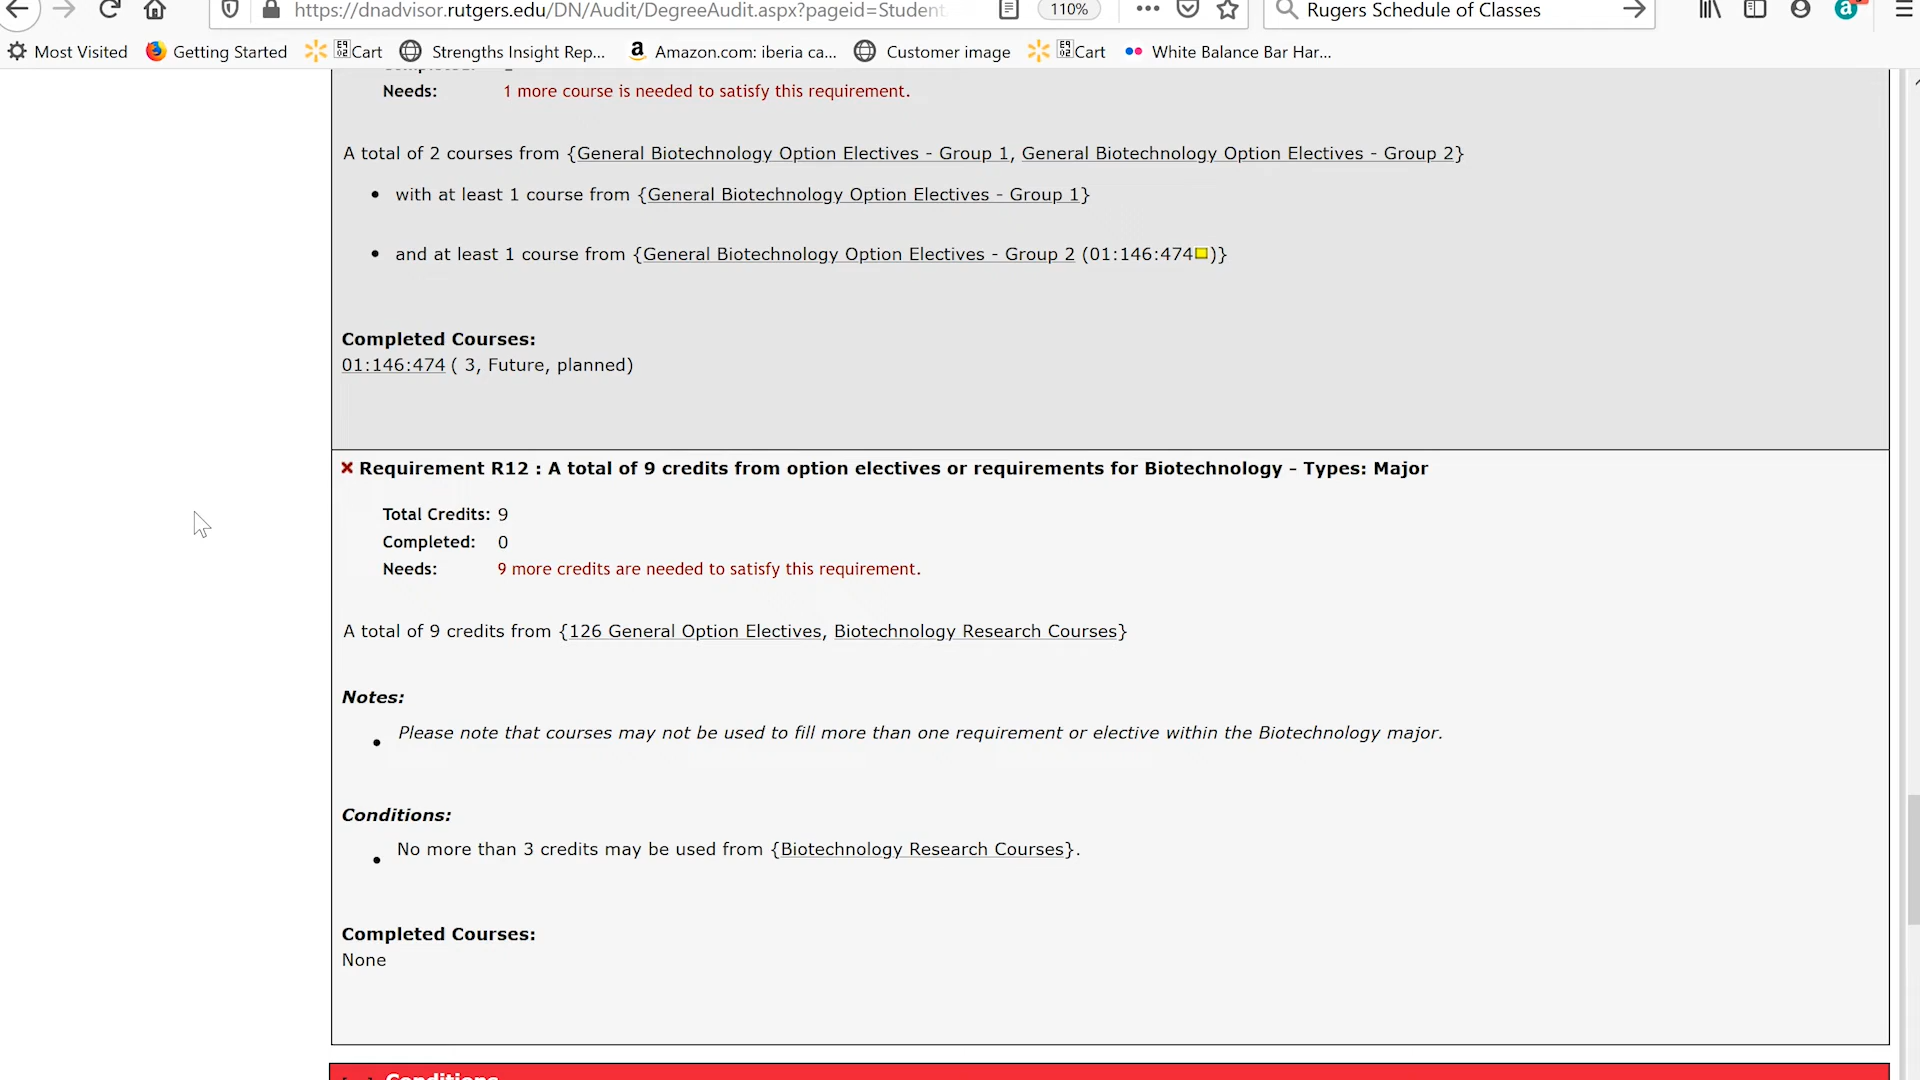 https://dnadvisor.rutgers.edu/DN/Audit/DegreeAudit.aspx?pageid=Student
110%
Rugers Schedule of Classes
Most Visited
Getting Started
Cart
Strengths Insight Rep...
Amazon.com: iberia ca...
Customer image
Cart
White Balance Bar Har...
Needs: 1 more course is needed to satisfy this requirement.
A total of 2 courses from {General Biotechnology Option Electives - Group 1, General Biotechnology Option Electives - Group 2}
• with at least 1 course from {General Biotechnology Option Electives - Group 1}
• and at least 1 course from {General Biotechnology Option Electives - Group 2 (01:146:474)}
Completed Courses:
01:146:474 ( 3, Future, planned)
Requirement R12 : A total of 9 credits from option electives or requirements for Biotechnology - Types: Major
Total Credits: 9
Completed: 0
Needs: 9 more credits are needed to satisfy this requirement.
A total of 9 credits from {126 General Option Electives, Biotechnology Research Courses}
Notes:
• Please note that courses may not be used to fill more than one requirement or elective within the Biotechnology major.
Conditions:
• No more than 3 credits may be used from {Biotechnology Research Courses}.
Completed Courses:
None
Conditions